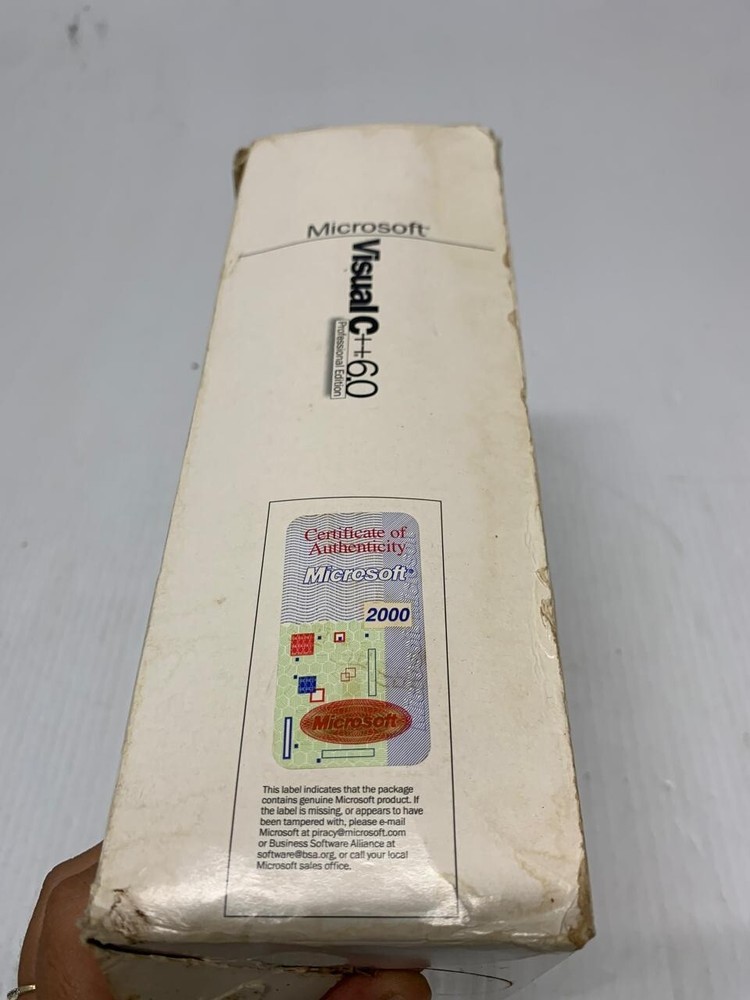 Microsoft
Visual C++ 6.0
Professional Edition
Certificate of
Authenticity
Microsoft®
2000
Microsoft
This label indicates that the package
contains genuine Microsoft product. If
the label is missing, or appears to have
been tampered with, please e-mail
Microsoft at piracy@microsoft.com
or Business Software Alliance at
software@bsa.org, or call your local
Microsoft sales office.